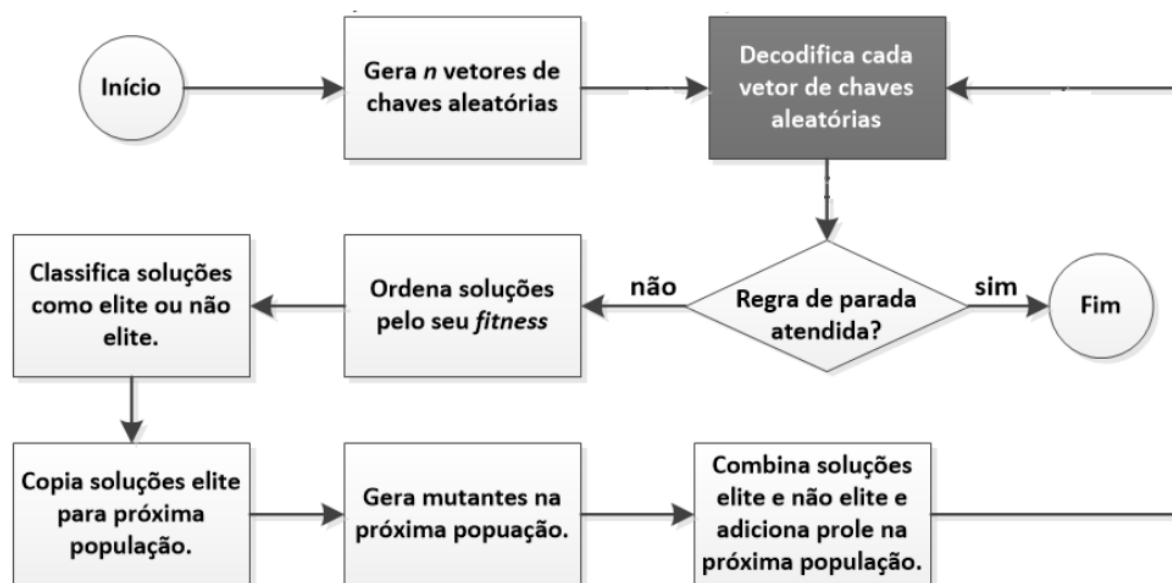 Início
Gera n vetores de
chaves aleatórias
Decodifica cada
vetor de chaves
aleatórias
Classifica soluções
como elite ou não
elite.
Ordena soluções
pelo seu fitness
não
Regra de parada
atendida?
sim
Fim
Copia soluções elite
para próxima
população.
Gera mutantes na
próxima popuação.
Combina soluções
elite e não elite e
adiciona prole na
próxima população.